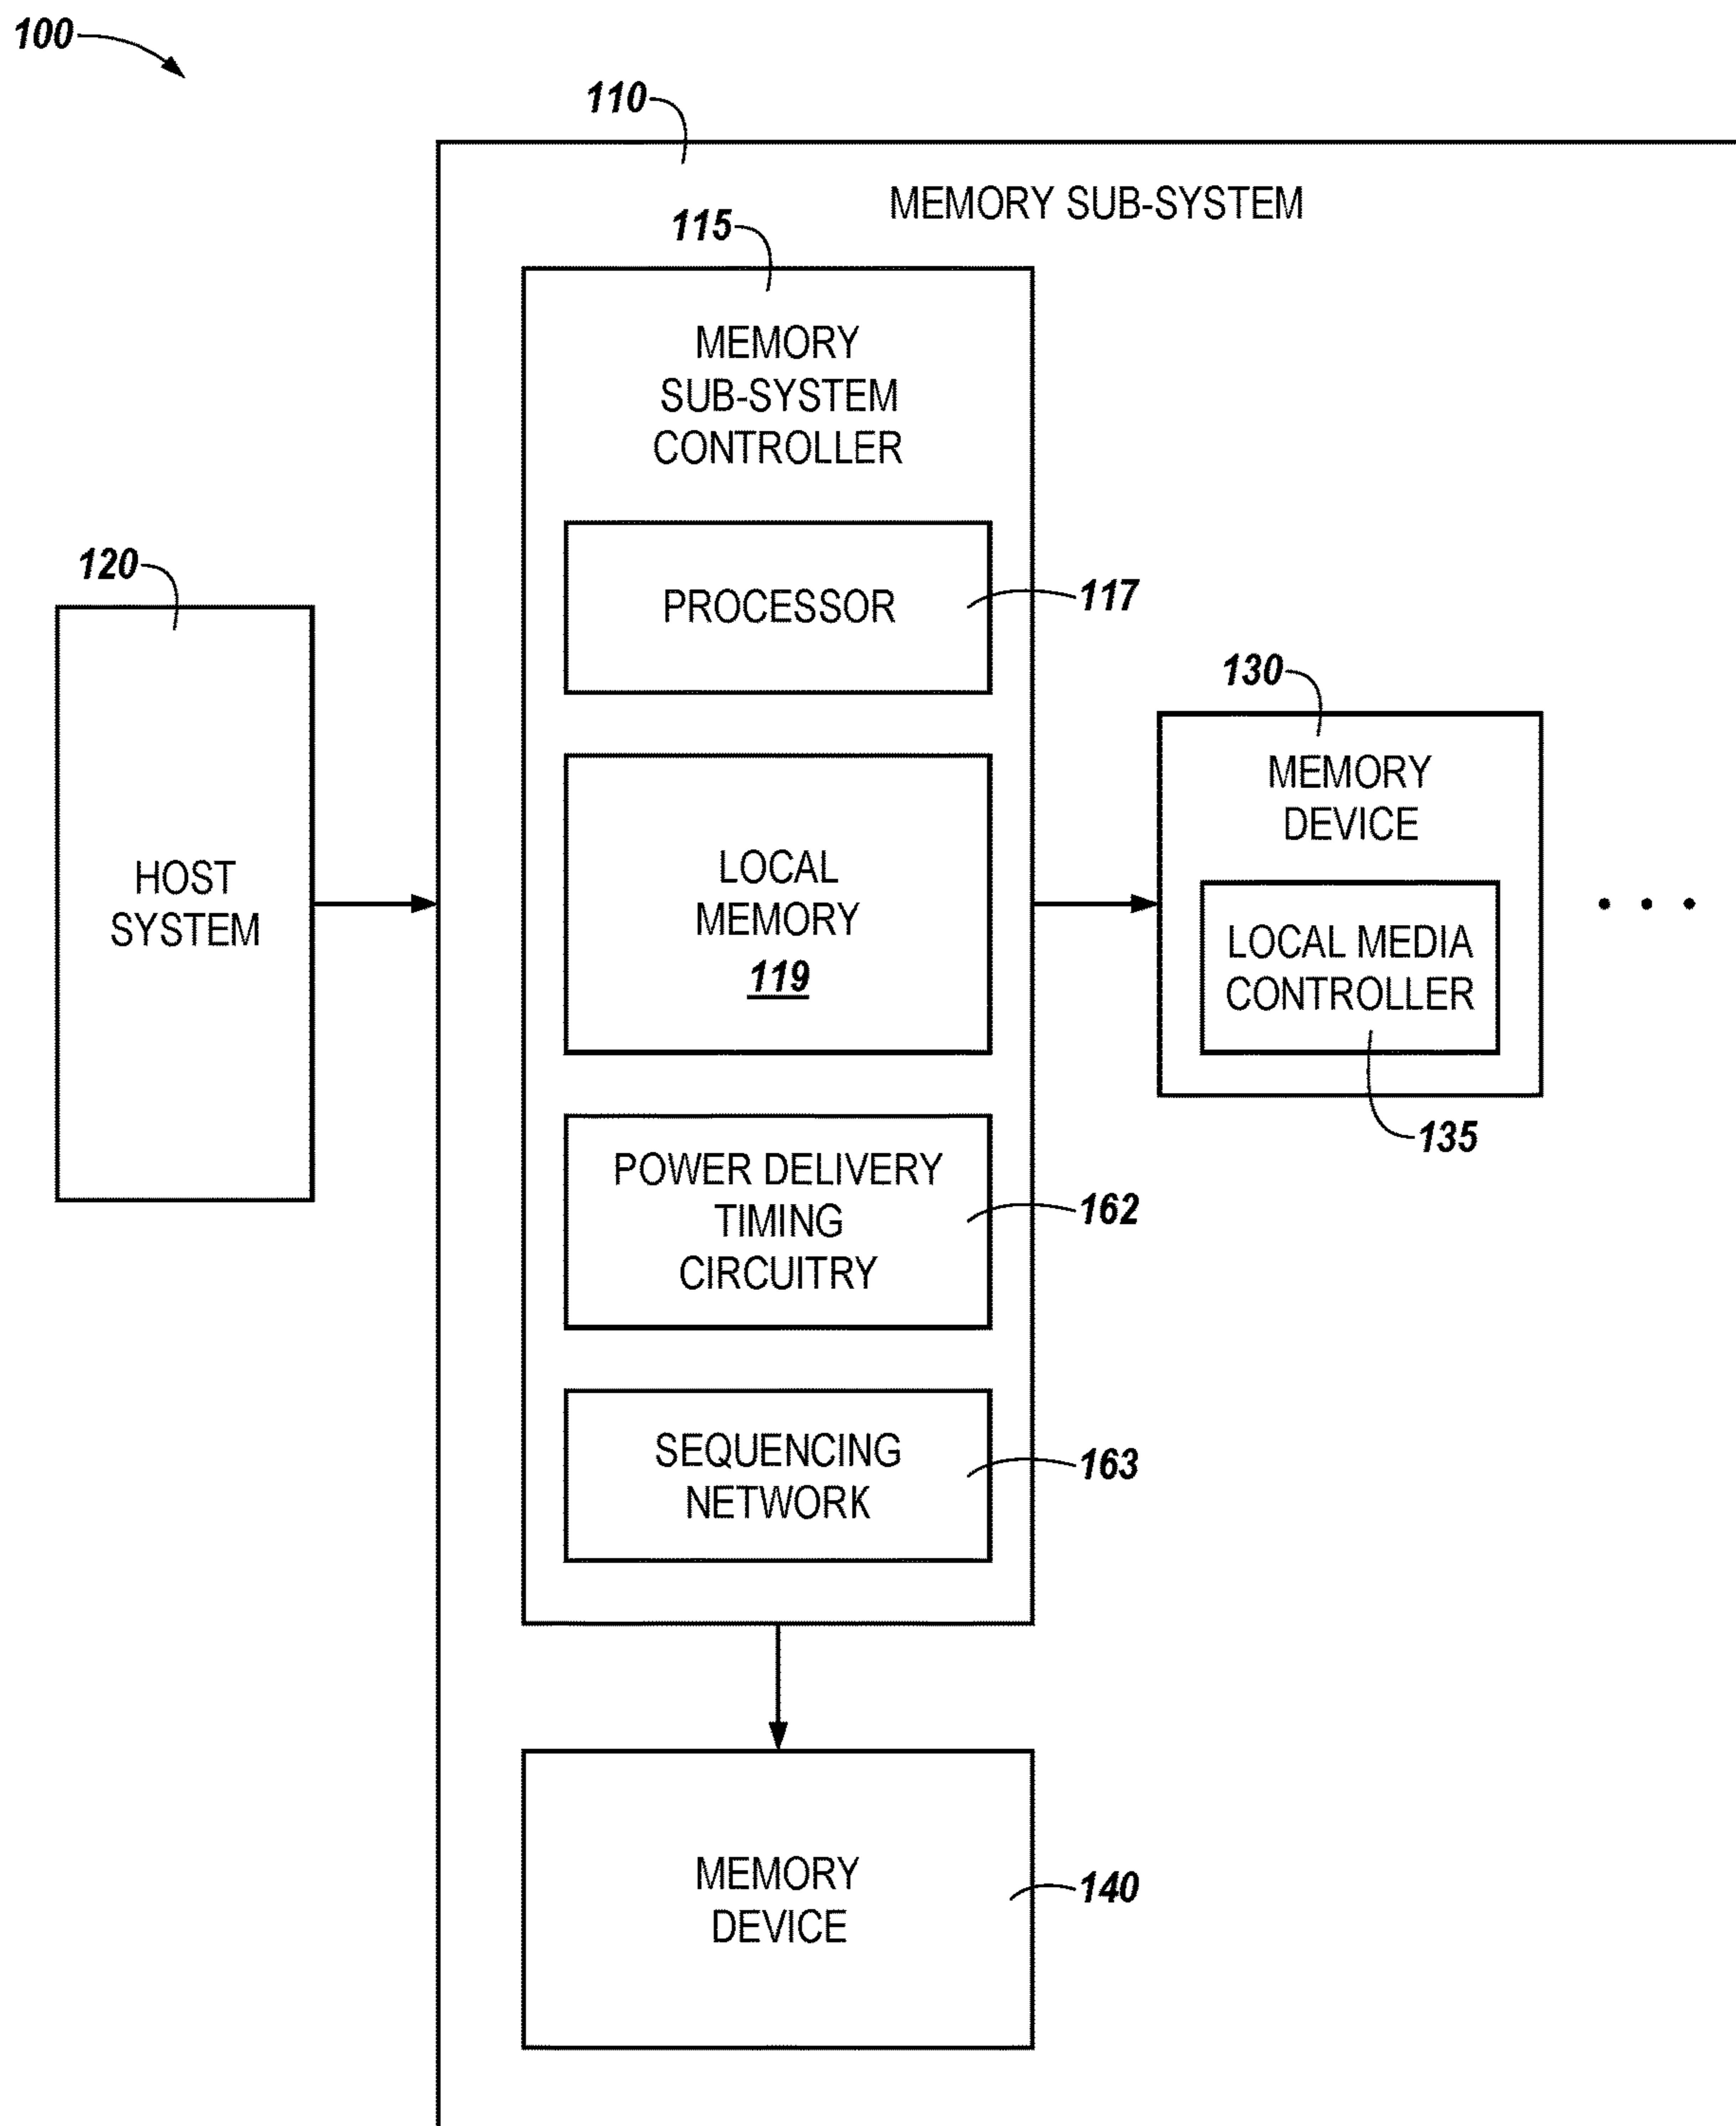 100
110
MEMORY SUB-SYSTEM
115
MEMORY
SUB-SYSTEM
CONTROLLER
120
PROCESSOR
117
130
MEMORY
DEVICE
HOST
SYSTEM
LOCAL
MEMORY
119
LOCAL MEDIA
CONTROLLER
135
POWER DELIVERY
TIMING
CIRCUITRY
162
SEQUENCING
NETWORK
163
MEMORY
DEVICE
140